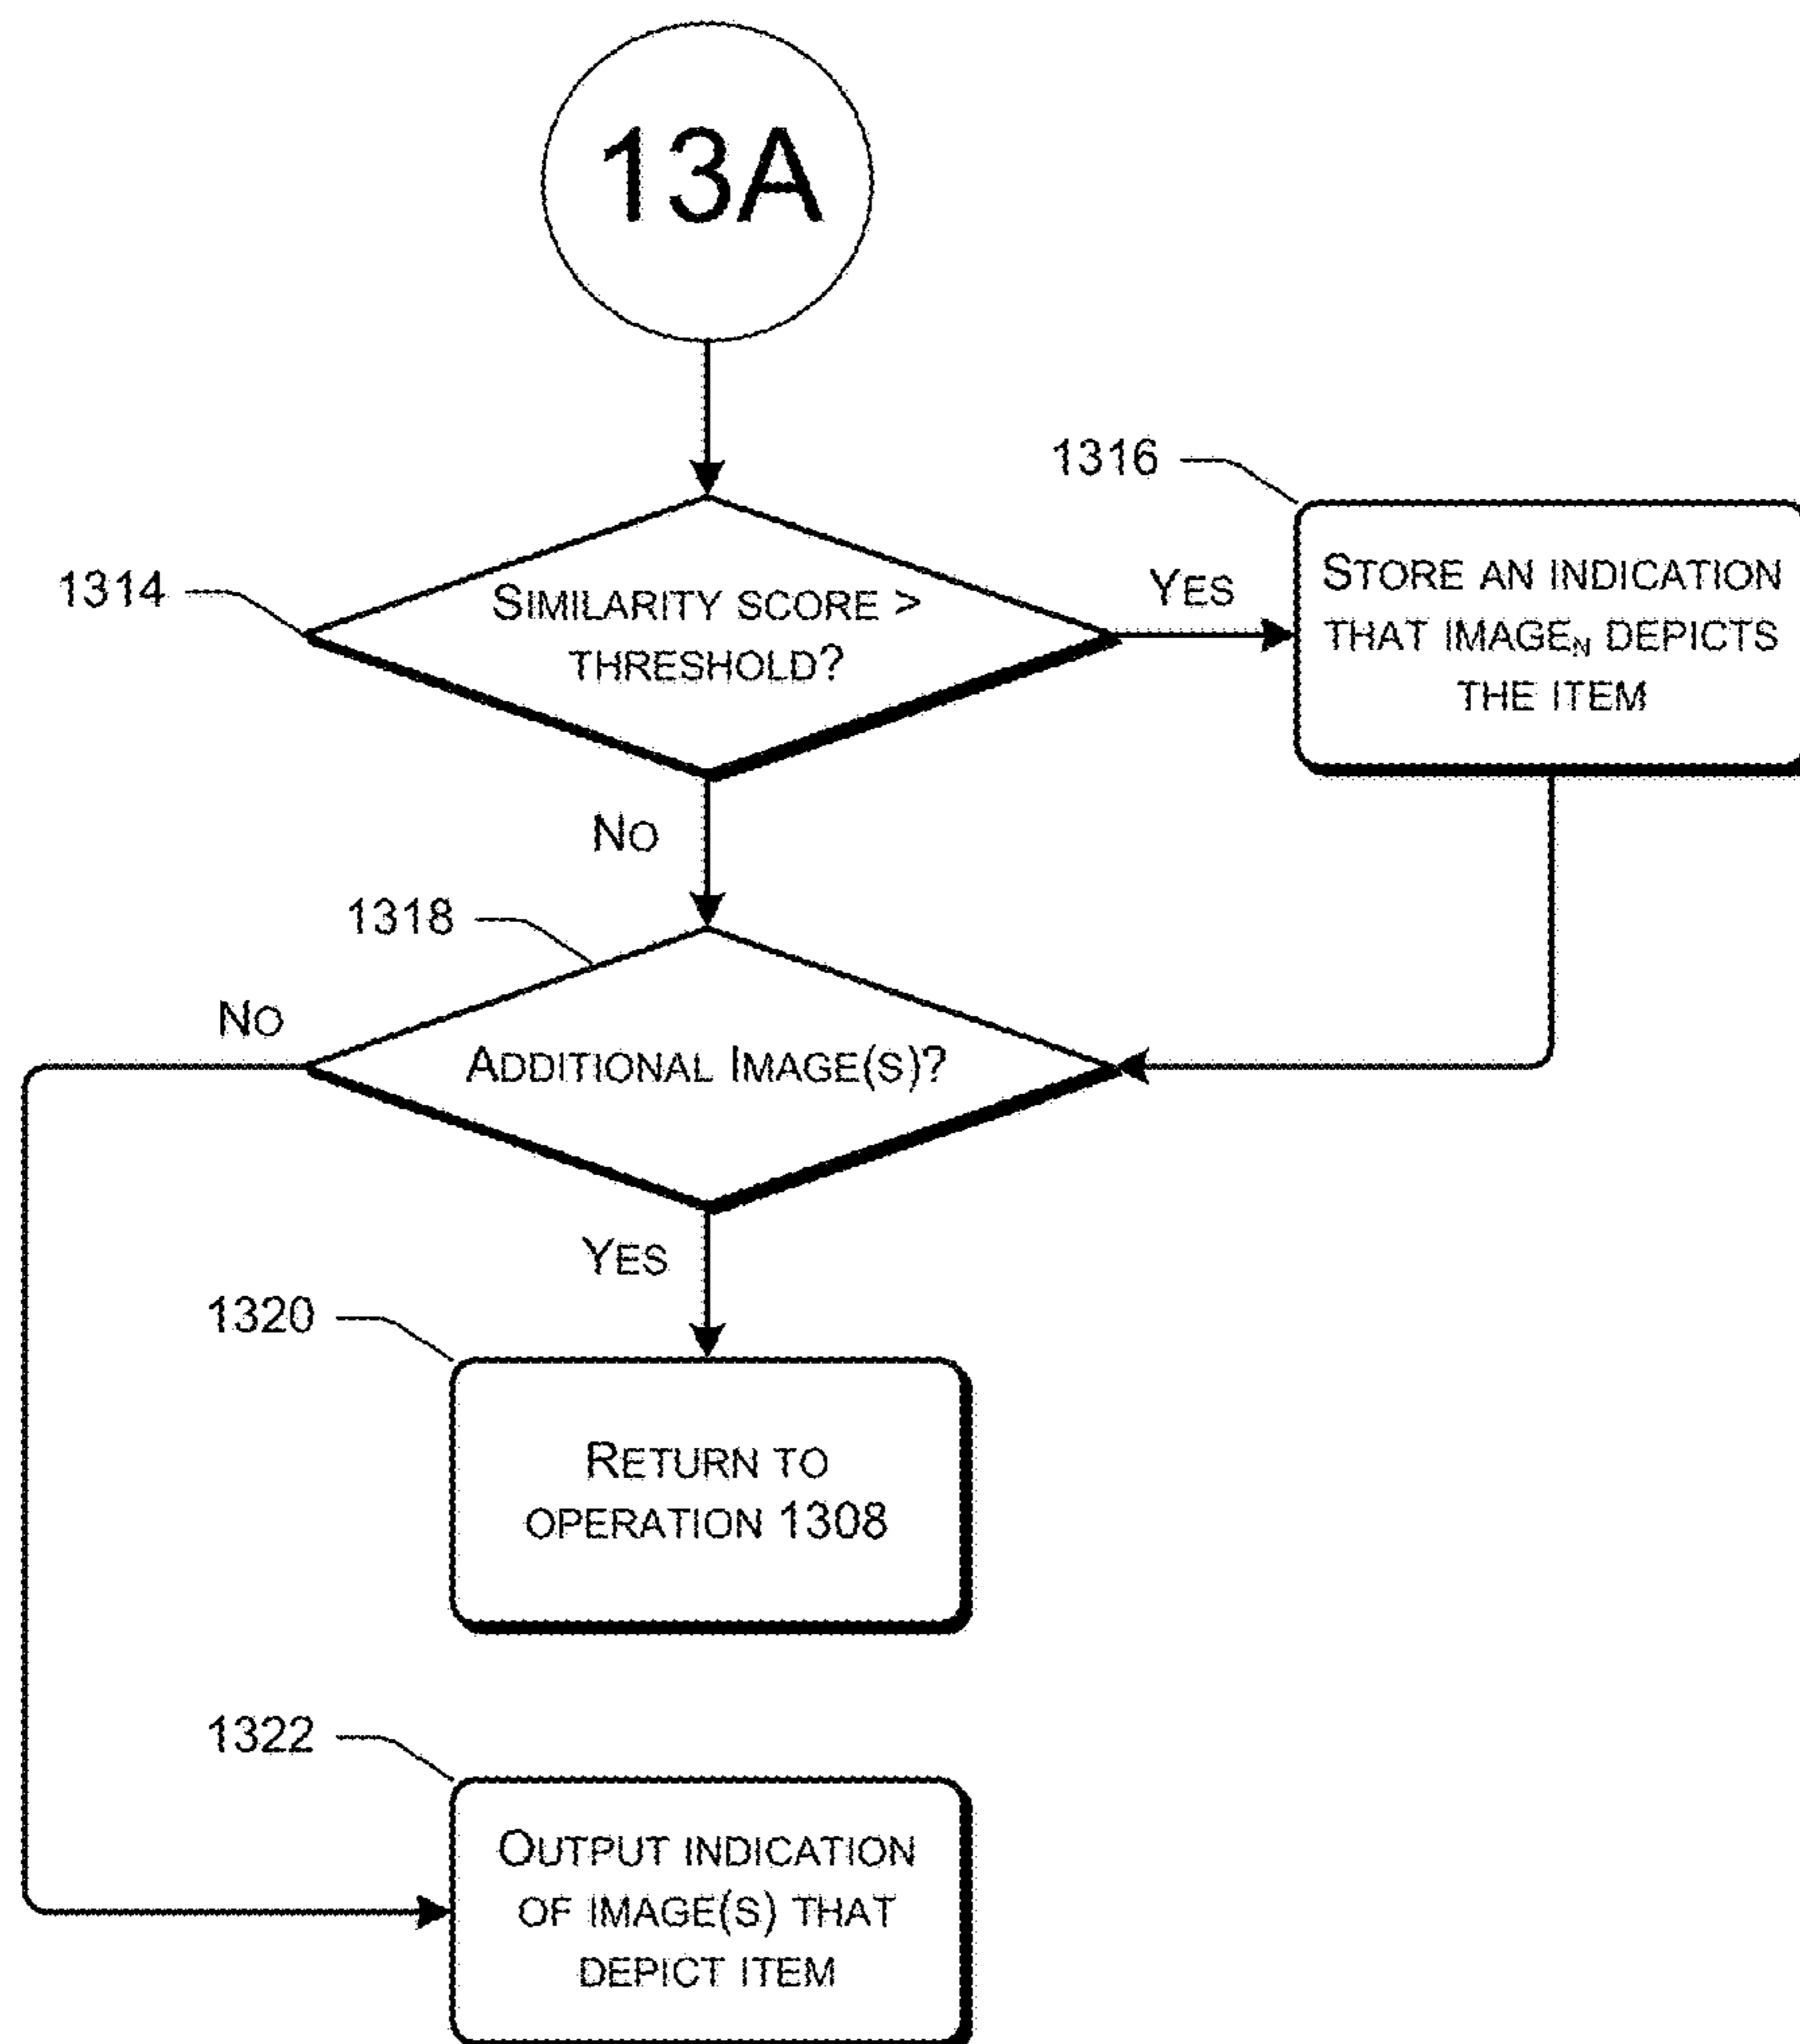 13A
1316
1314
SIMILARITY SCORE >
THRESHOLD?
YES
STORE AN INDICATION
THAT IMAGEN DEPICTS
THE ITEM
NO
1318
NO
ADDITIONAL IMAGE(S)?
YES
1320
RETURN TO
OPERATION 1308
1322
OUTPUT INDICATION
OF IMAGE(S) THAT
DEPICT ITEM